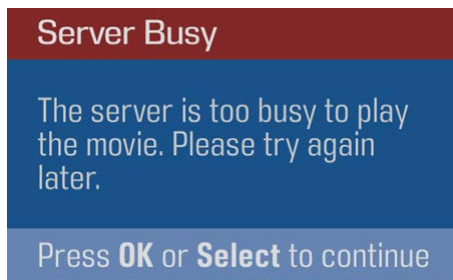 Server Busy
The server is too busy to play
the movie. Please try again
later.
Press OK or Select to continue